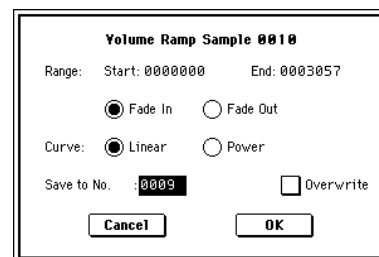 Volume Ramp Sample 0010
Range: Start: 0000000 End: 0003057
Fade In Fade Out
Curve: Linear Power
Save to No. :0009 Overwrite
Cancel OK